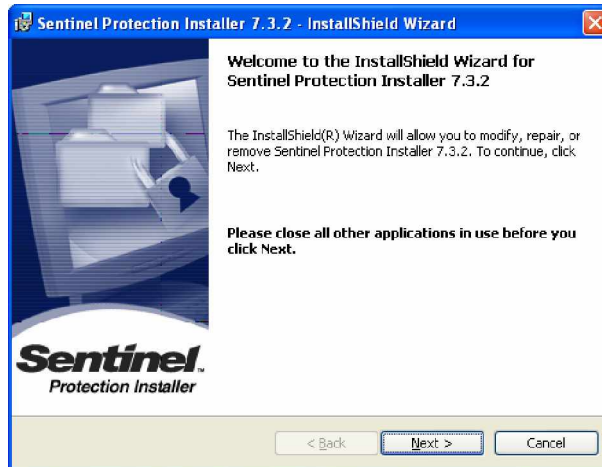 Sentinel Protection Installer 7.3.2 - InstallShield Wizard
Welcome to the InstallShield Wizard for
Sentinel Protection Installer 7.3.2
The InstallShield(R) Wizard will allow you to modify, repair, or
remove Sentinel Protection Installer 7.3.2. To continue, click
Next.
Please close all other applications in use before you
click Next.
Sentinel™
Protection Installer
< Back
Next >
Cancel